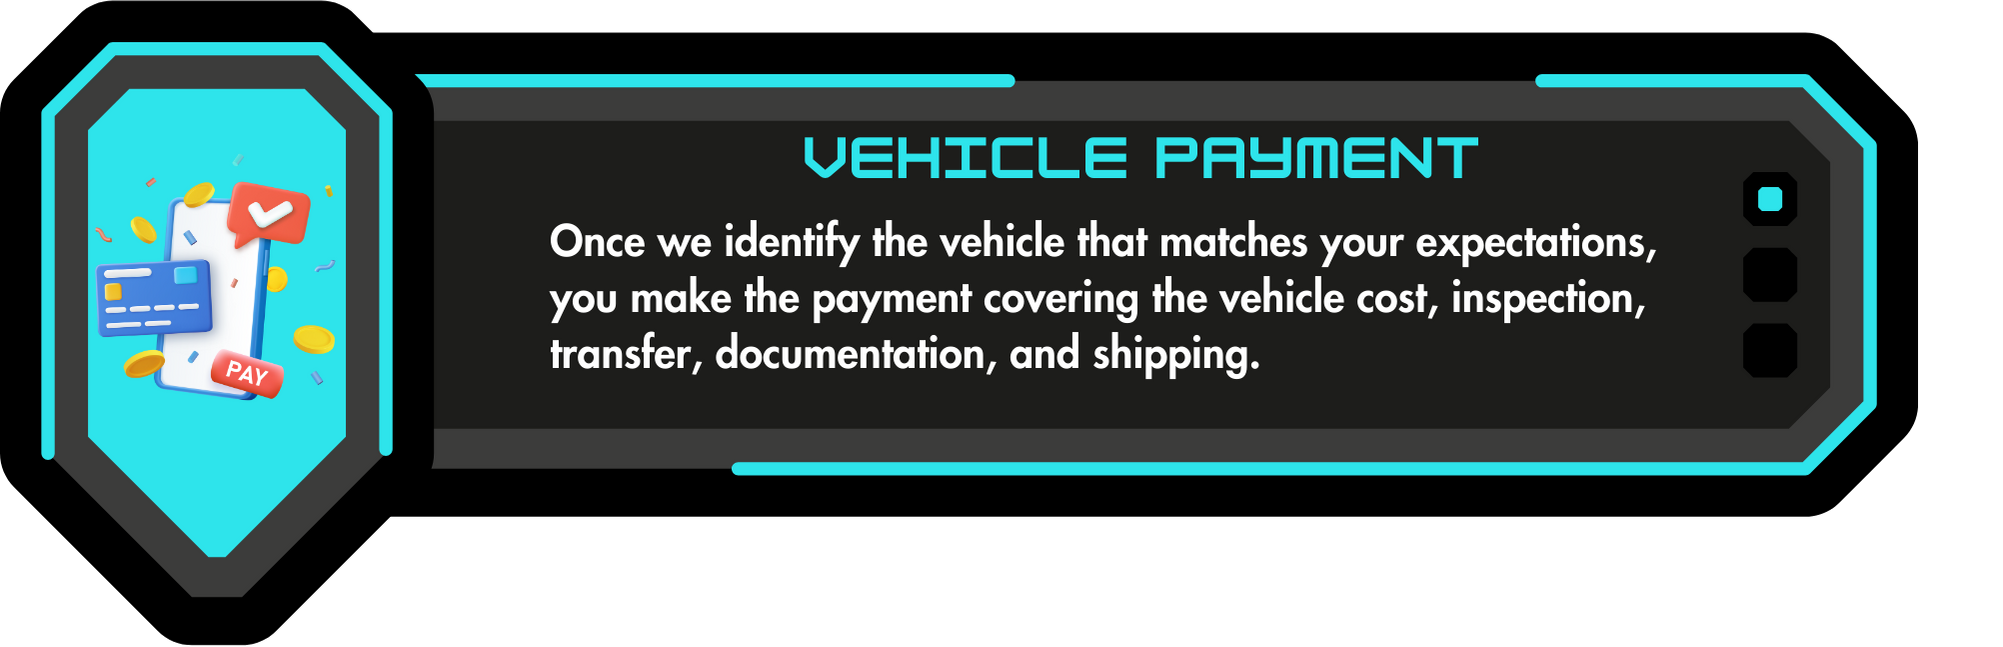 VEHICLE PAYMENT
Once we identify the vehicle that matches your expectations,
you make the payment covering the vehicle cost, inspection,
transfer, documentation, and shipping.
PAY